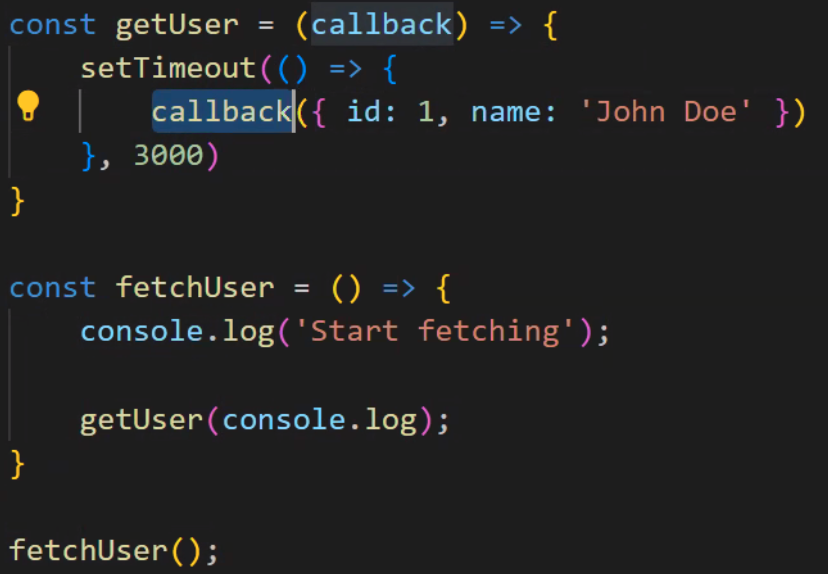 const getUser = (callback) => {
    setTimeout(() => {
        callback({ id: 1, name: 'John Doe' })
    }, 3000)
}

const fetchUser = () => {
    console.log('Start fetching');

    getUser(console.log);
}

fetchUser();